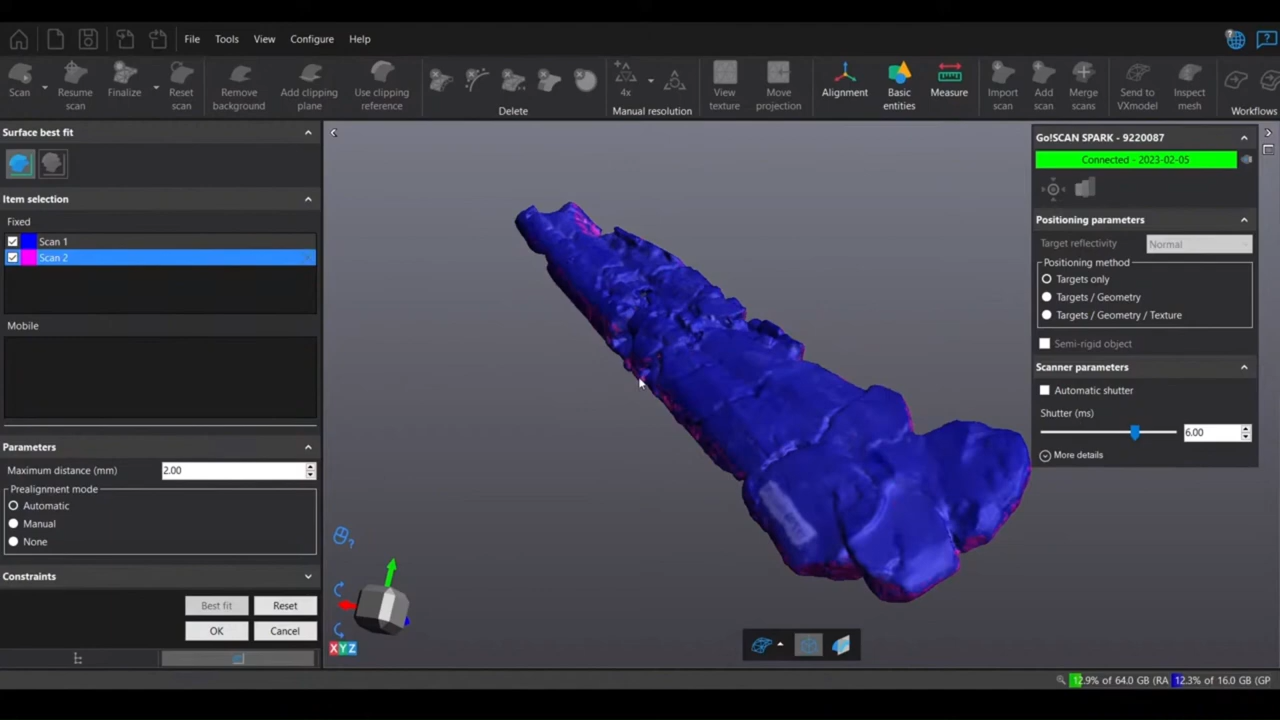 File Tools View Configure Help
Scan Resume scan Finalize Reset scan Remove background Add clipping plane Use clipping reference Delete 4x Manual resolution View texture Move projection Alignment Basic entities Measure Import scan Add scan Merge scans Send to VXmodel Inspect mesh Workflows
Surface best fit
Item selection
Fixed
Scan 1
Scan 2
Mobile
Parameters
Maximum distance (mm) 2.00
Prealignment mode
Automatic
Manual
None
Constraints
Best fit Reset
OK Cancel
XYZ
Go!SCAN SPARK - 9220087
Connected - 2023-02-05
Positioning parameters
Target reflectivity Normal
Positioning method
Targets only
Targets / Geometry
Targets / Geometry / Texture
Semi-rigid object
Scanner parameters
Automatic shutter
Shutter (ms)
6.00
More details
12.9% of 64.0 GB (RA 12.3% of 16.0 GB (GP